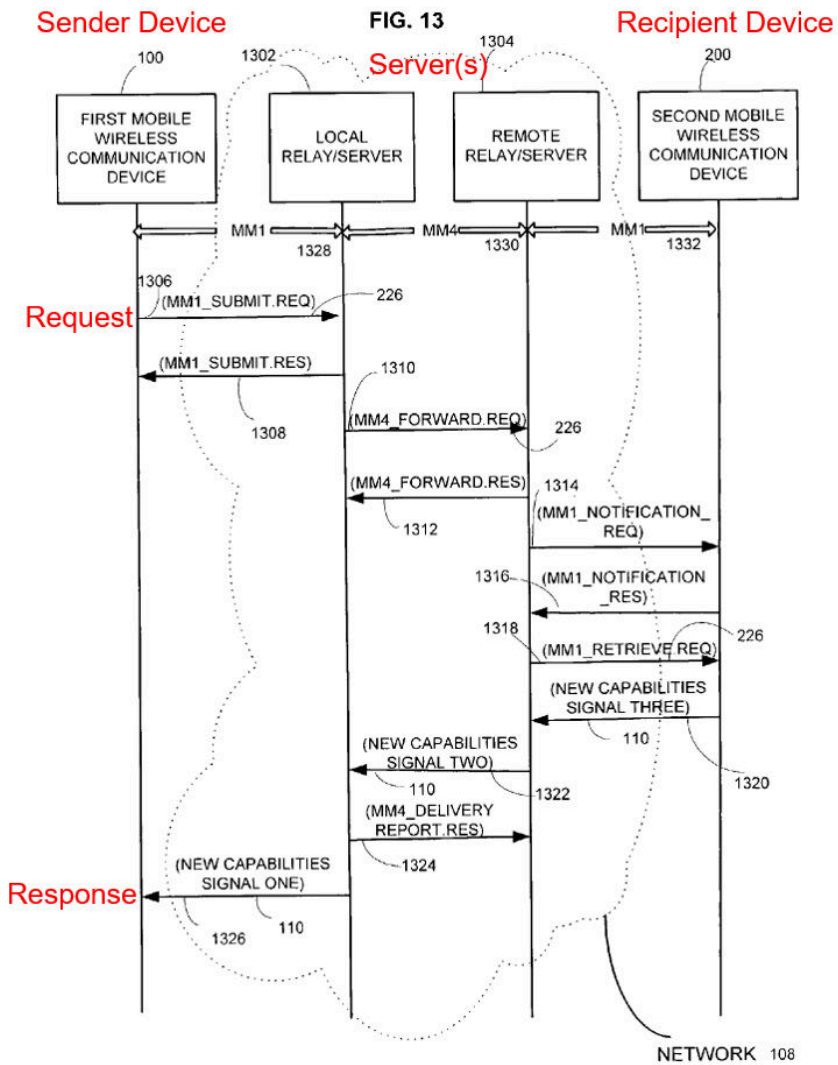 Sender Device
FIG. 13
Recipient Device
Server(s)
100
1302
1304
200
FIRST MOBILE
WIRELESS
COMMUNICATION
DEVICE
LOCAL
RELAY/SERVER
REMOTE
RELAY/SERVER
SECOND MOBILE
WIRELESS
COMMUNICATION
DEVICE
MM1
1328
MM4
1330
MM1
1332
1306
(MM1_SUBMIT.REQ)
226
Request
(MM1_SUBMIT.RES)
1308
1310
(MM4_FORWARD.REQ)
226
(MM4_FORWARD.RES)
1312
1314
(MM1_NOTIFICATION_
REQ)
1316
(MM1_NOTIFICATION
_RES)
1318
(MM1_RETRIEVE.REQ)
226
(NEW CAPABILITIES
SIGNAL THREE)
110
1320
(NEW CAPABILITIES
SIGNAL TWO)
110
1322
(MM4_DELIVERY
REPORT.RES)
1324
(NEW CAPABILITIES
SIGNAL ONE)
Response
1326
110
NETWORK 108